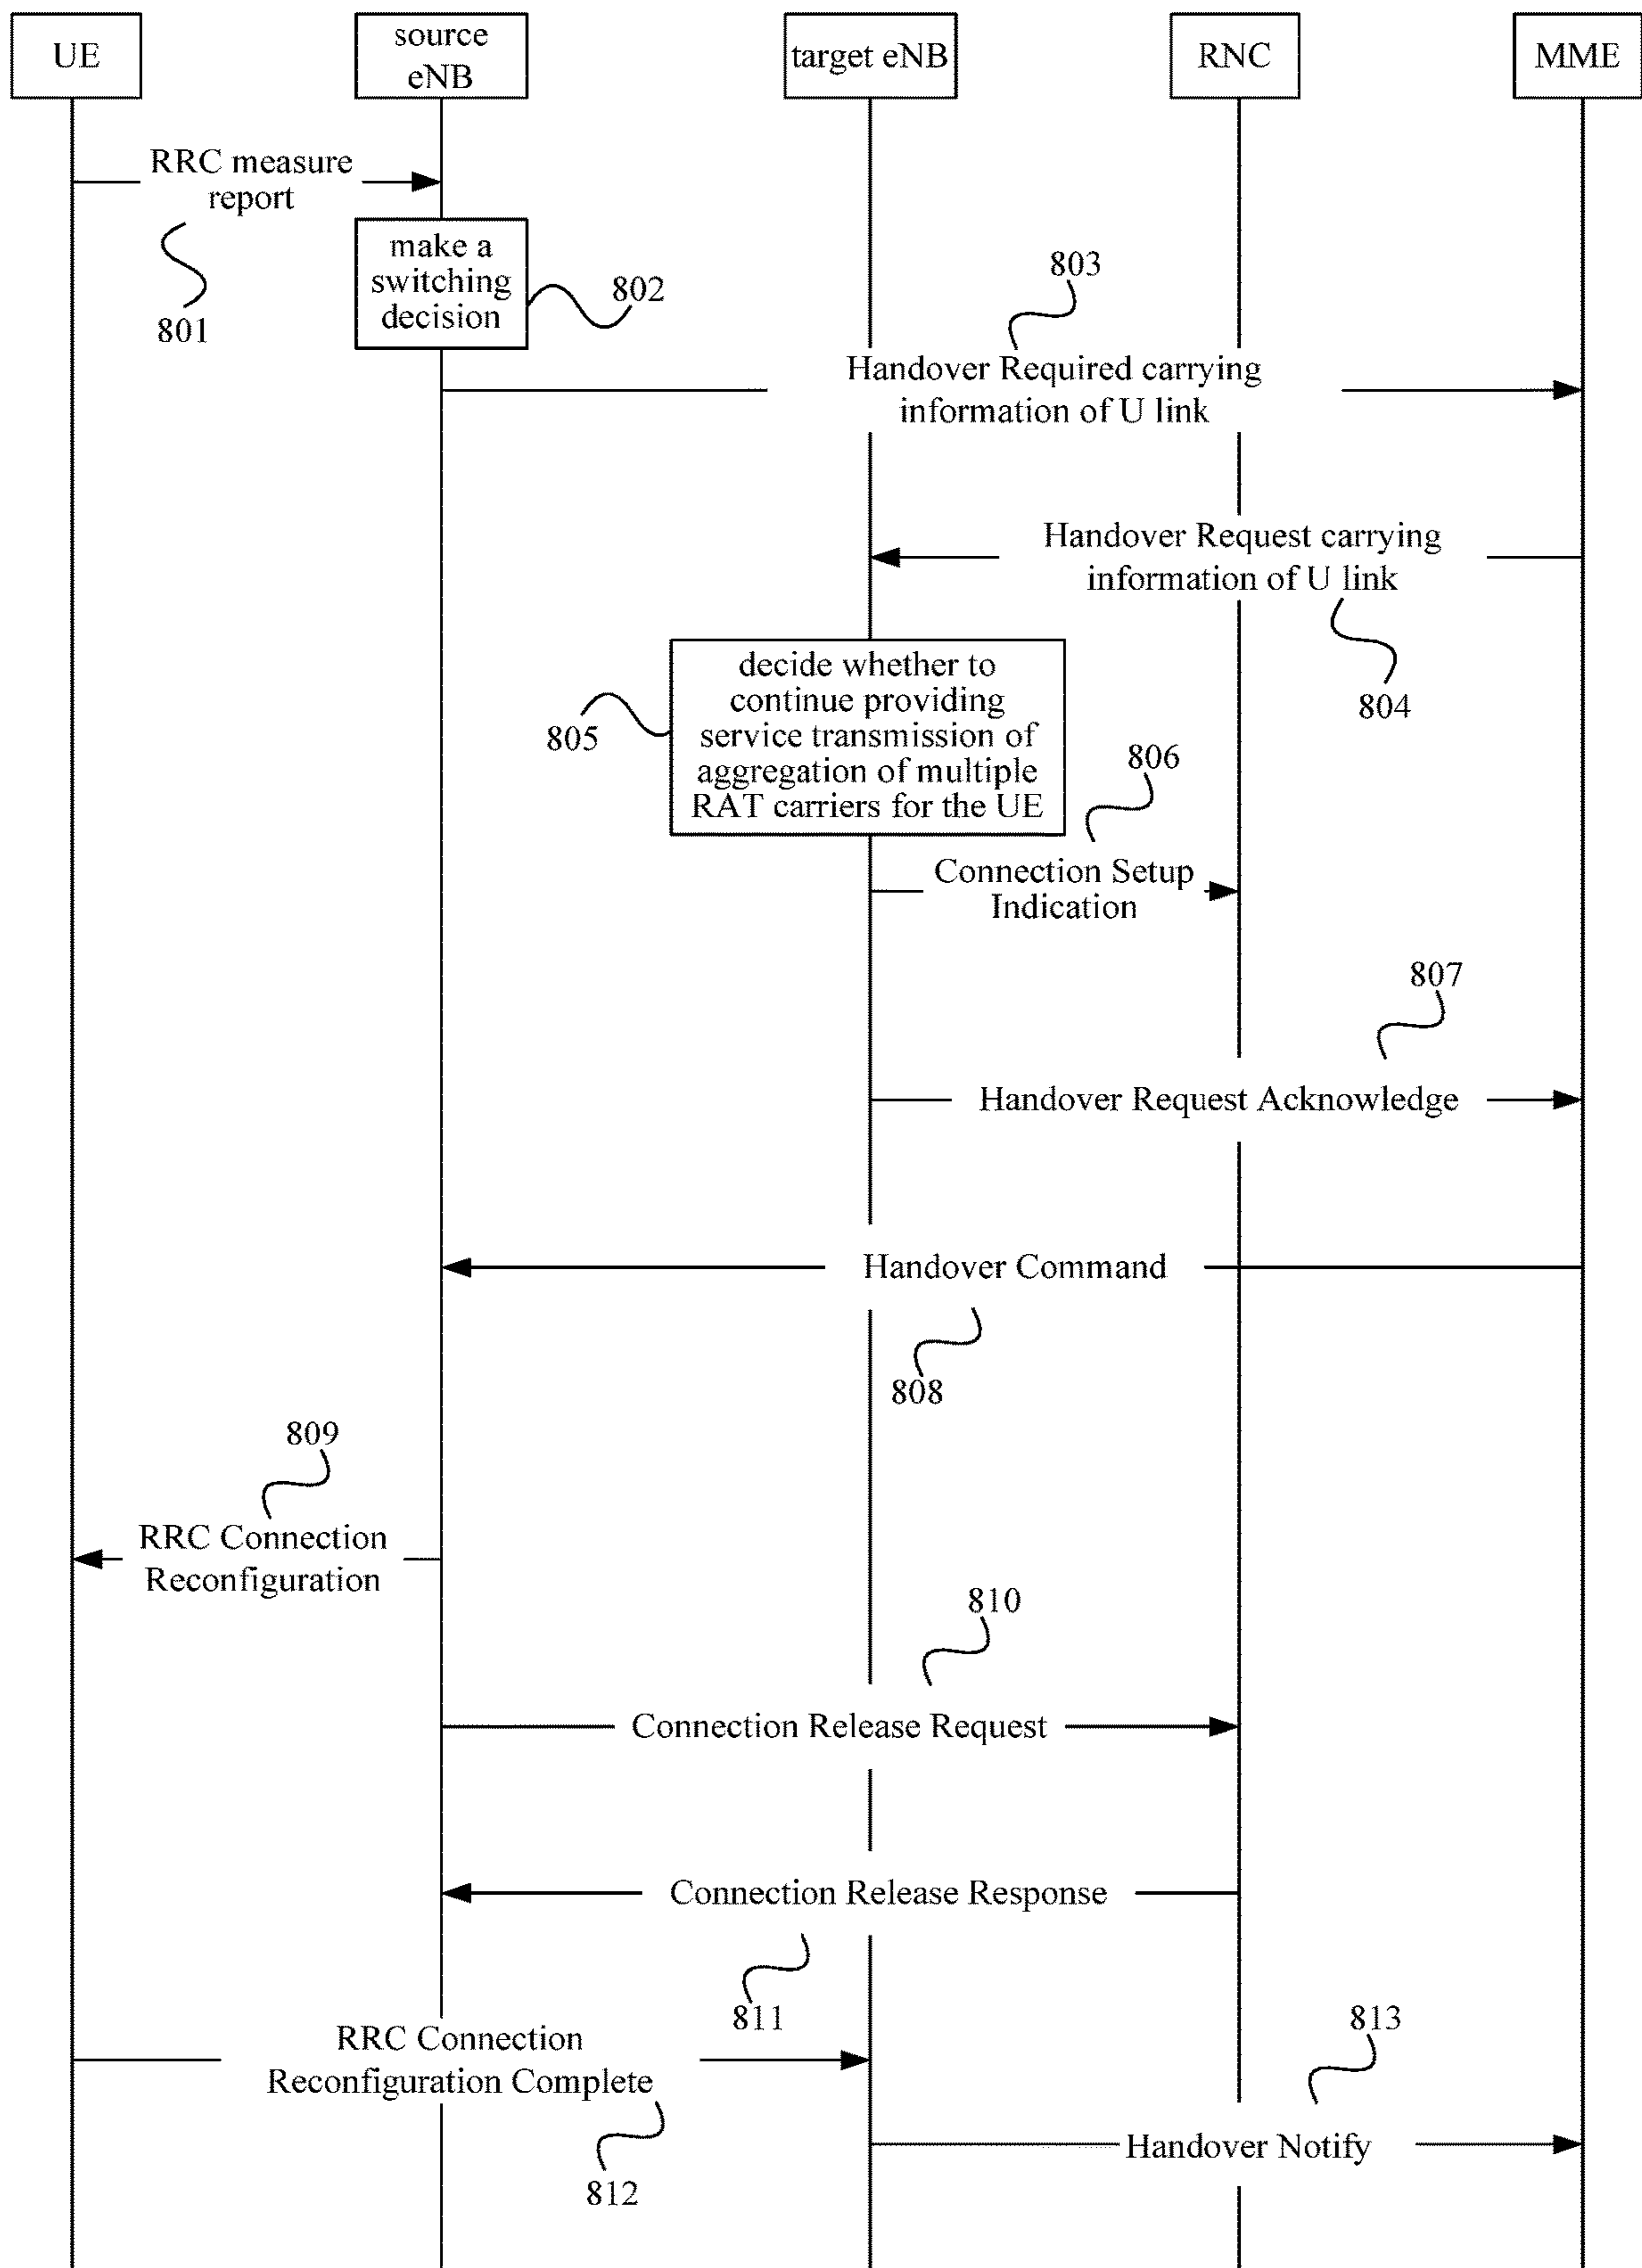 UE
source
eNB
target eNB
RNC
MME
RRC measure
report
801
make a
switching
decision
802
803
Handover Required carrying
information of U link
Handover Request carrying
information of U link
804
decide whether to
continue providing
service transmission of
aggregation of multiple
RAT carriers for the UE
805
806
Connection Setup
Indication
807
Handover Request Acknowledge
Handover Command
808
809
RRC Connection
Reconfiguration
810
Connection Release Request
Connection Release Response
811
RRC Connection
Reconfiguration Complete
812
813
Handover Notify